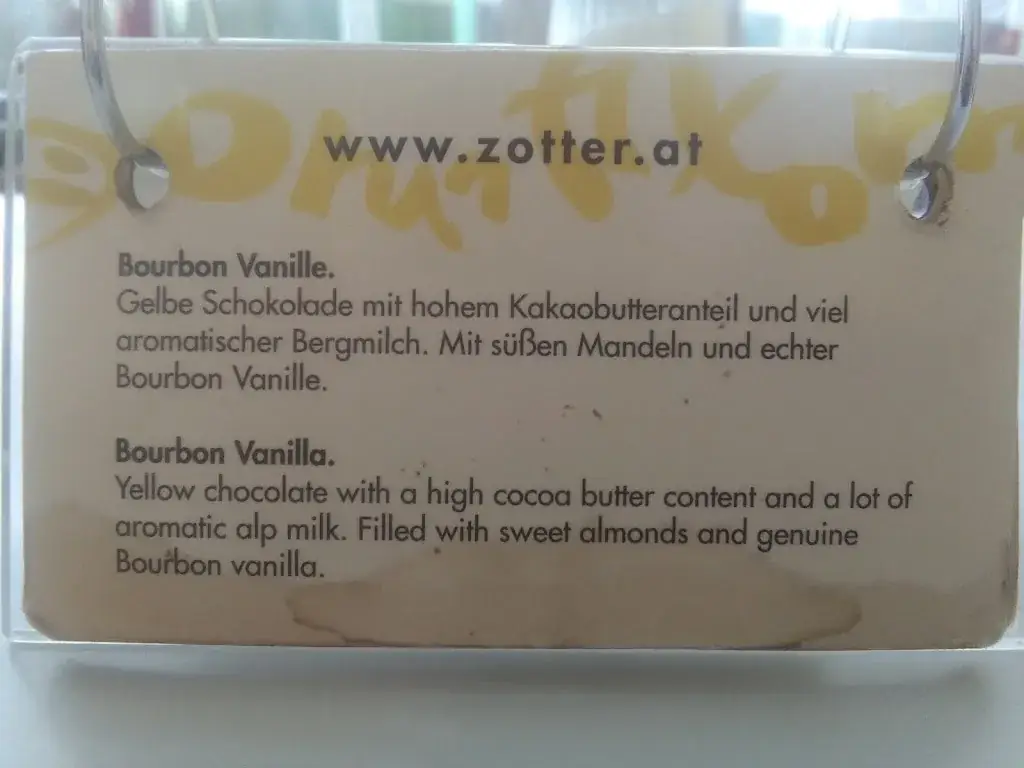 www.zotter.at
Bourbon Vanille.
Gelbe Schokolade mit hohem Kakaobutteranteil und viel
aromatischer Bergmilch. Mit süßen Mandeln und echter
Bourbon Vanille.
Bourbon Vanilla.
Yellow chocolate with a high cocoa butter content and a lot of
aromatic alp milk. Filled with sweet almonds and genuine
Bourbon vanilla.